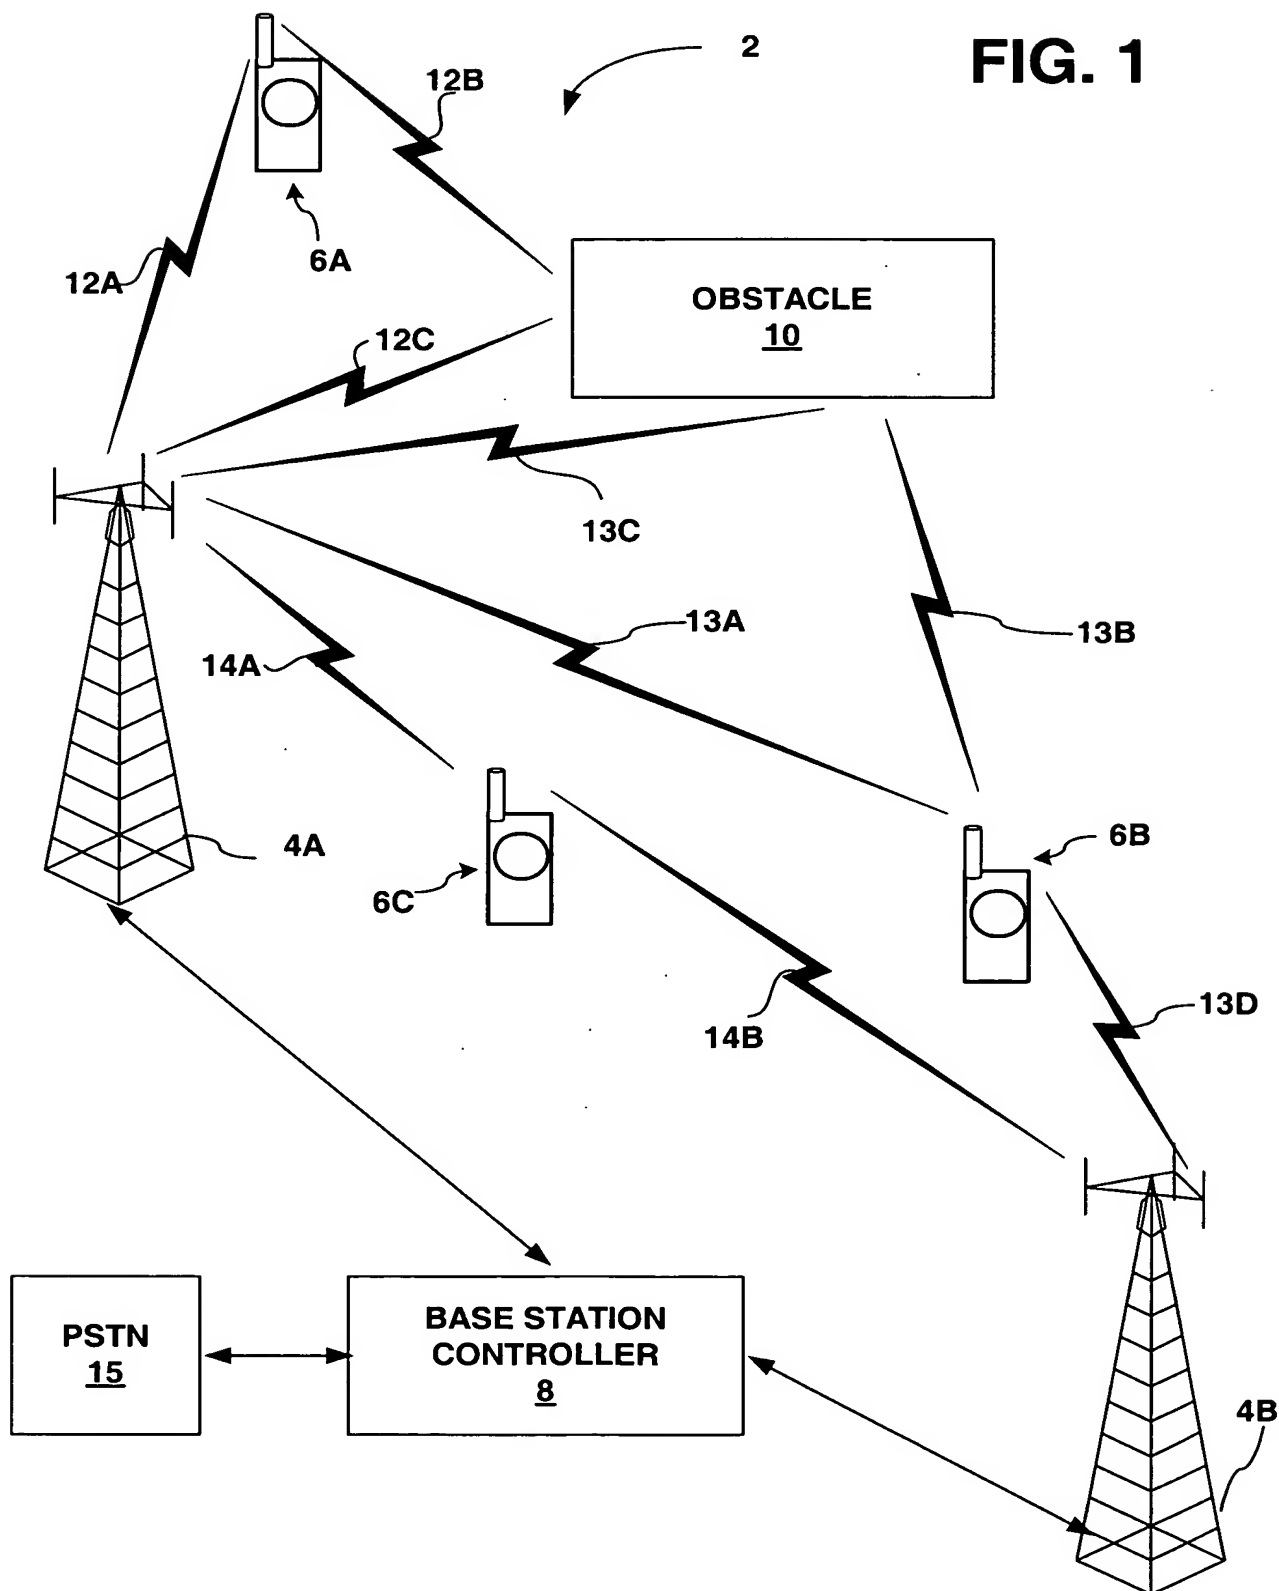 FIG. 1
2
12B
6A
12A
OBSTACLE
10
12C
13C
13A
13B
14A
4A
6B
6C
13D
14B
PSTN
15
BASE STATION
CONTROLLER
8
4B